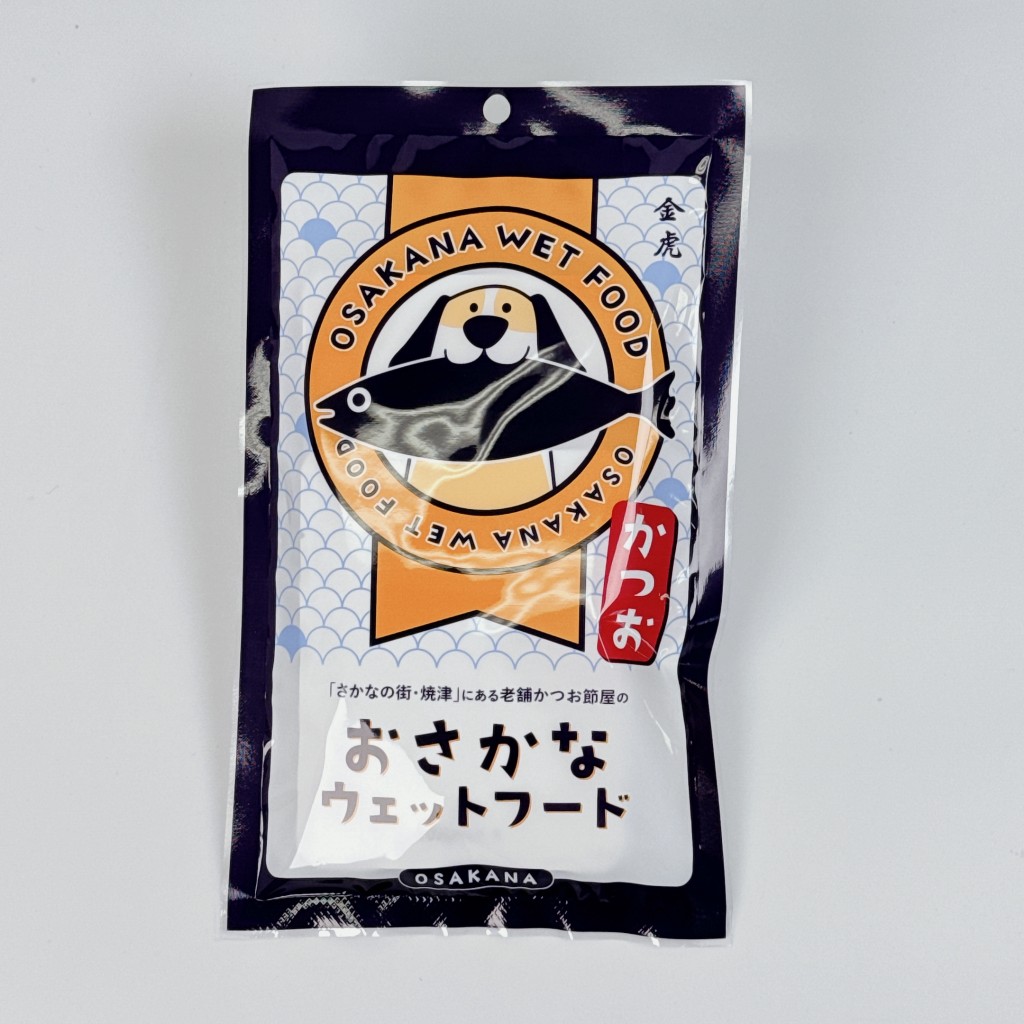 金虎
OSAKANA WET FOOD
OSAKANA WET FOOD
かつお
「さかなの街・焼津」にある老舗かつお節屋の
おさかな
ウェットフード
OSAKANA